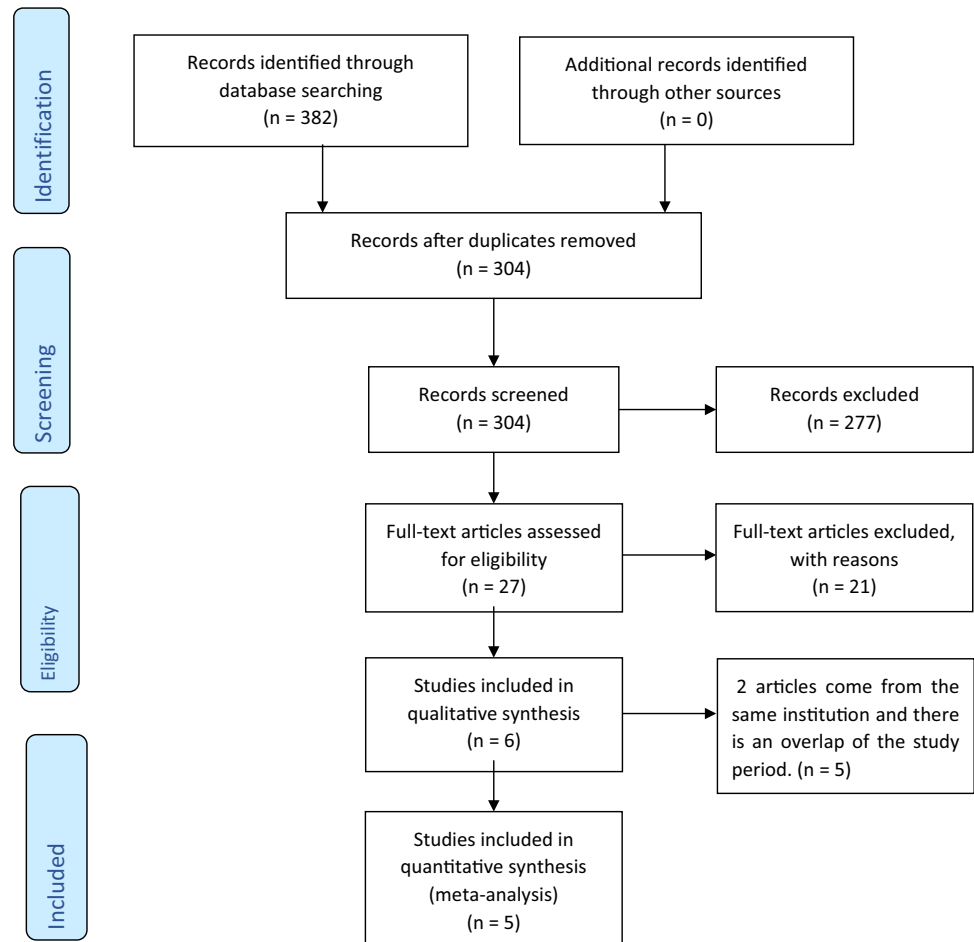 Identification
Records identified through
database searching
(n = 382)
Additional records identified
through other sources
(n = 0)
Records after duplicates removed
(n = 304)
Screening
Records screened
(n = 304)
Records excluded
(n = 277)
Eligibility
Full-text articles assessed
for eligibility
(n = 27)
Full-text articles excluded,
with reasons
(n = 21)
Studies included in
qualitative synthesis
(n = 6)
2 articles come from the
same institution and there
is an overlap of the study
period. (n = 5)
Included
Studies included in
quantitative synthesis
(meta-analysis)
(n = 5)